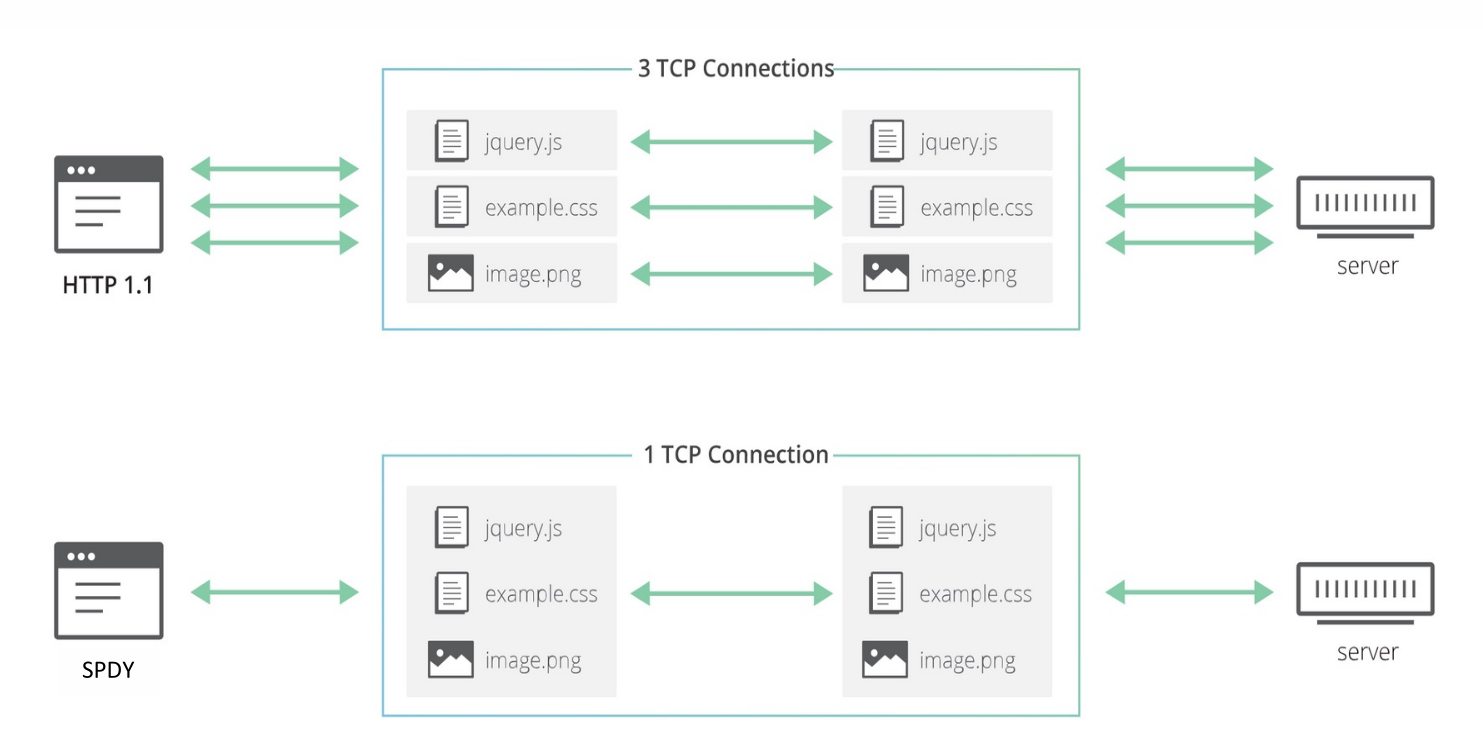 3 TCP Connections
jquery.js
jquery.js
example.css
example.css
image.png
image.png
HTTP 1.1
server
1 TCP Connection
jquery.js
jquery.js
example.css
example.css
image.png
image.png
SPDY
server